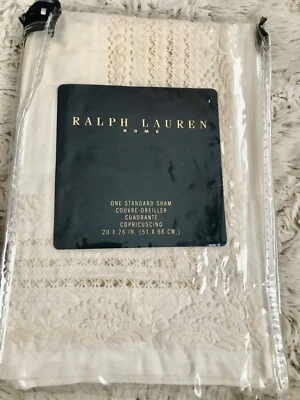 RALPH LAUREN
HOME
ONE STANDARD SHAM
COUVRE-OREILLER
CUADRANTE
COPRICUSCINO
20 X 26 IN. (51 X 66 CM.)